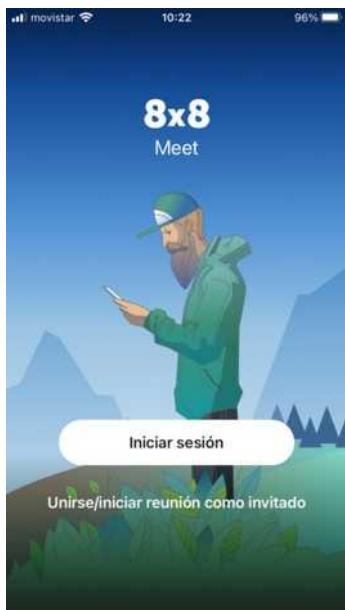 movistar 10:22 96%
8x8
Meet
Iniciar sesión
Unirse/iniciar reunión como invitado